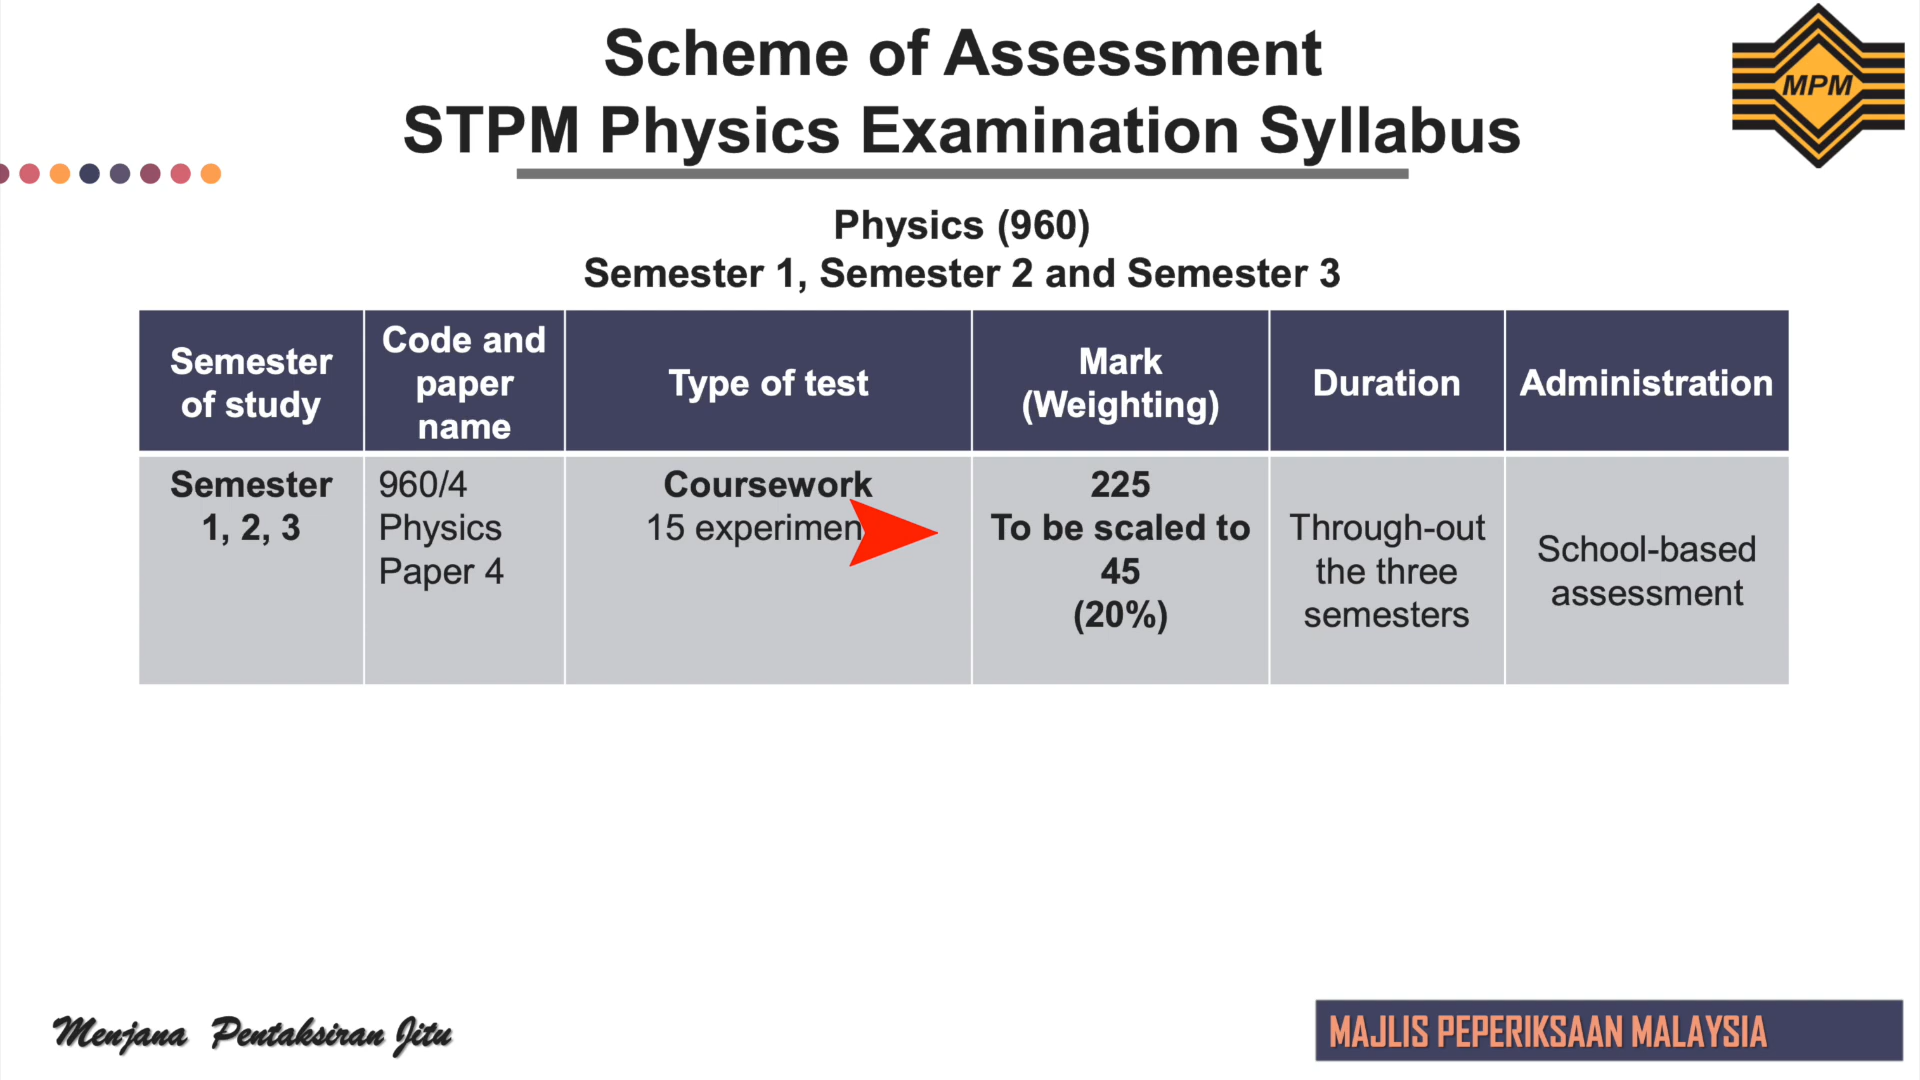 Scheme of Assessment
STPM Physics Examination Syllabus
MPM
Physics (960)
Semester 1, Semester 2 and Semester 3
Semester
of study
Code and
paper
name
Type of test
Mark
(Weighting)
Duration
Administration
Semester
1, 2, 3
960/4
Physics
Paper 4
Coursework
15 experimen
225
To be scaled to
45
(20%)
Through-out
the three
semesters
School-based
assessment
Menjana Pentaksiran Jitu
MAJLIS PEPERIKSAAN MALAYSIA